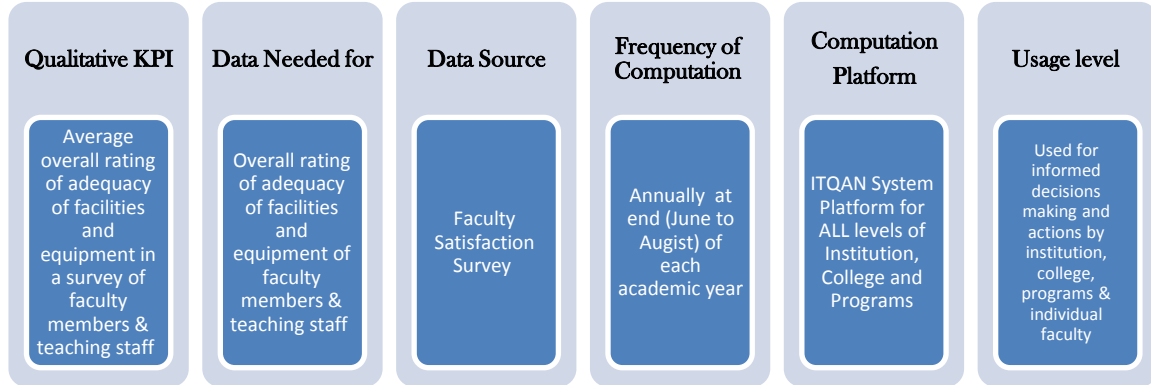 Qualitative KPI
Average
overall rating
of adequacy
of facilities
and
equipment in
a survey of
faculty
members &
teaching staff
Data Needed for
Overall rating
of adequacy
of facilities
and
equipment of
faculty
members &
teaching staff
Data Source
Faculty
Satisfaction
Survey
Frequency of
Computation
Annually at
end (June to
Augist) of
each
academic year
Computation
Platform
ITQAN System
Platform for
ALL levels of
Institution,
College and
Programs
Usage level
Used for
informed
decisions
making and
actions by
institution,
college,
programs &
individual
faculty